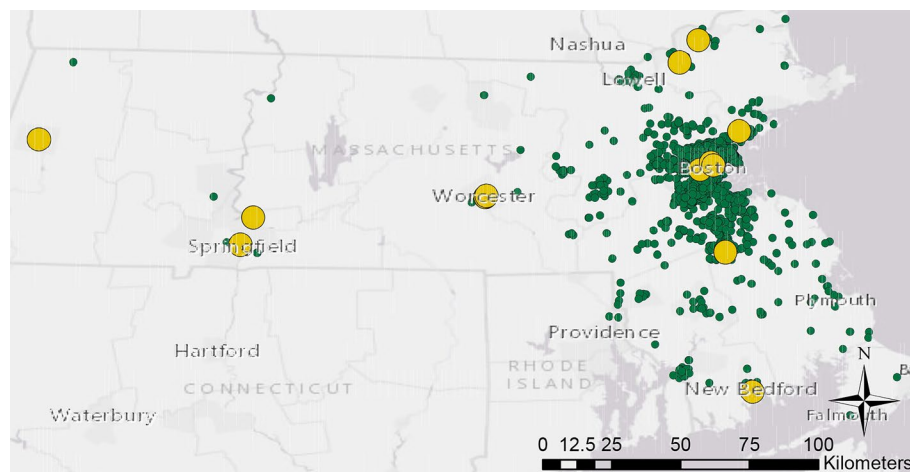 Nashua
Lowell
MASSACHUSETTS
Boston
Worcester
Springfield
Plymouth
Providence
Hartford
N
RHODE
ISLAND
CONNECTICUT
New Bedford
Waterbury
Falmouth
0 12.5 25 50 75 100
Kilometers